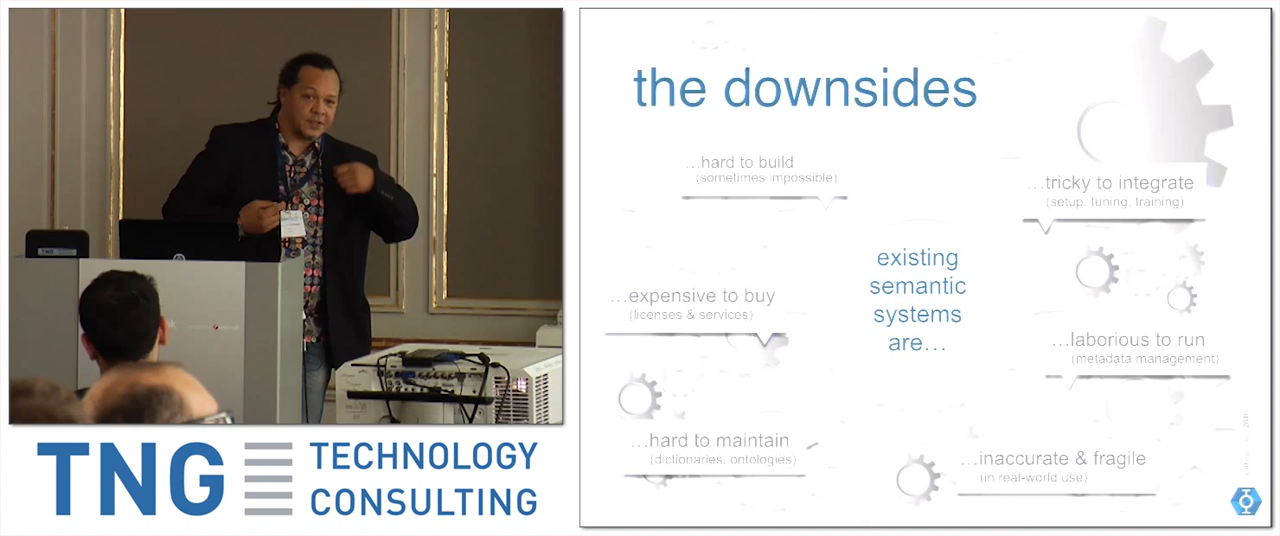 the downsides
…hard to build
(sometimes impossible)
…tricky to integrate
(setup, tuning, training)
existing
semantic
systems
are…
…expensive to buy
(licenses & services)
…laborious to run
(metadata management)
…hard to maintain
(dictionaries, ontologies)
…inaccurate & fragile
(in real-world use)
TNG
TECHNOLOGY
CONSULTING
TNG